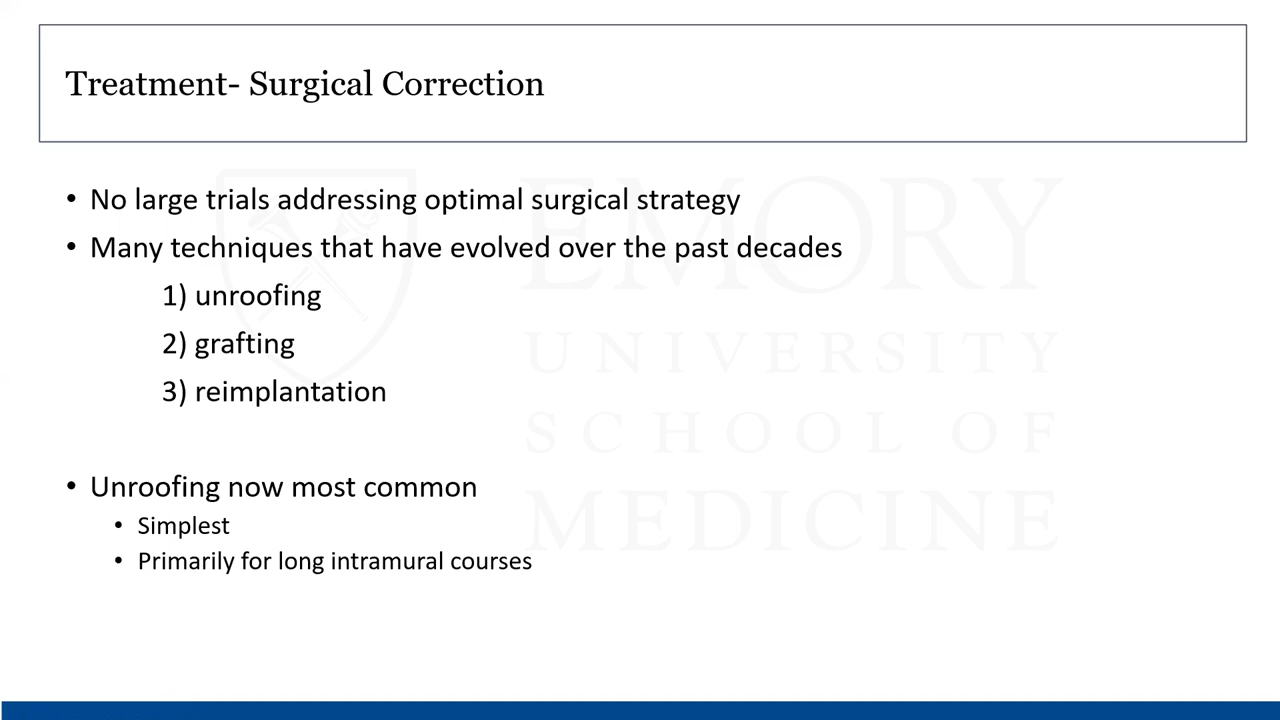 Treatment- Surgical Correction
• No large trials addressing optimal surgical strategy
• Many techniques that have evolved over the past decades
1) unroofing
2) grafting
3) reimplantation
• Unroofing now most common
• Simplest
• Primarily for long intramural courses
EMORY
UNIVERSITY
SCHOOL OF
MEDICINE